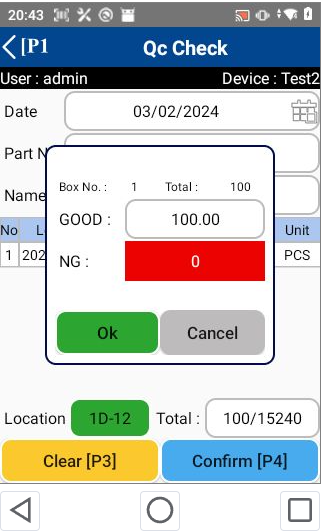 20:43
[P1 Qc Check
User : admin Device : Test2
Date 03/02/2024
Part N
Name
No L Unit
1 202 PCS
Box No. : 1 Total : 100
GOOD : 100.00
NG : 0
Ok Cancel
Location 1D-12 Total : 100/15240
Clear [P3] Confirm [P4]